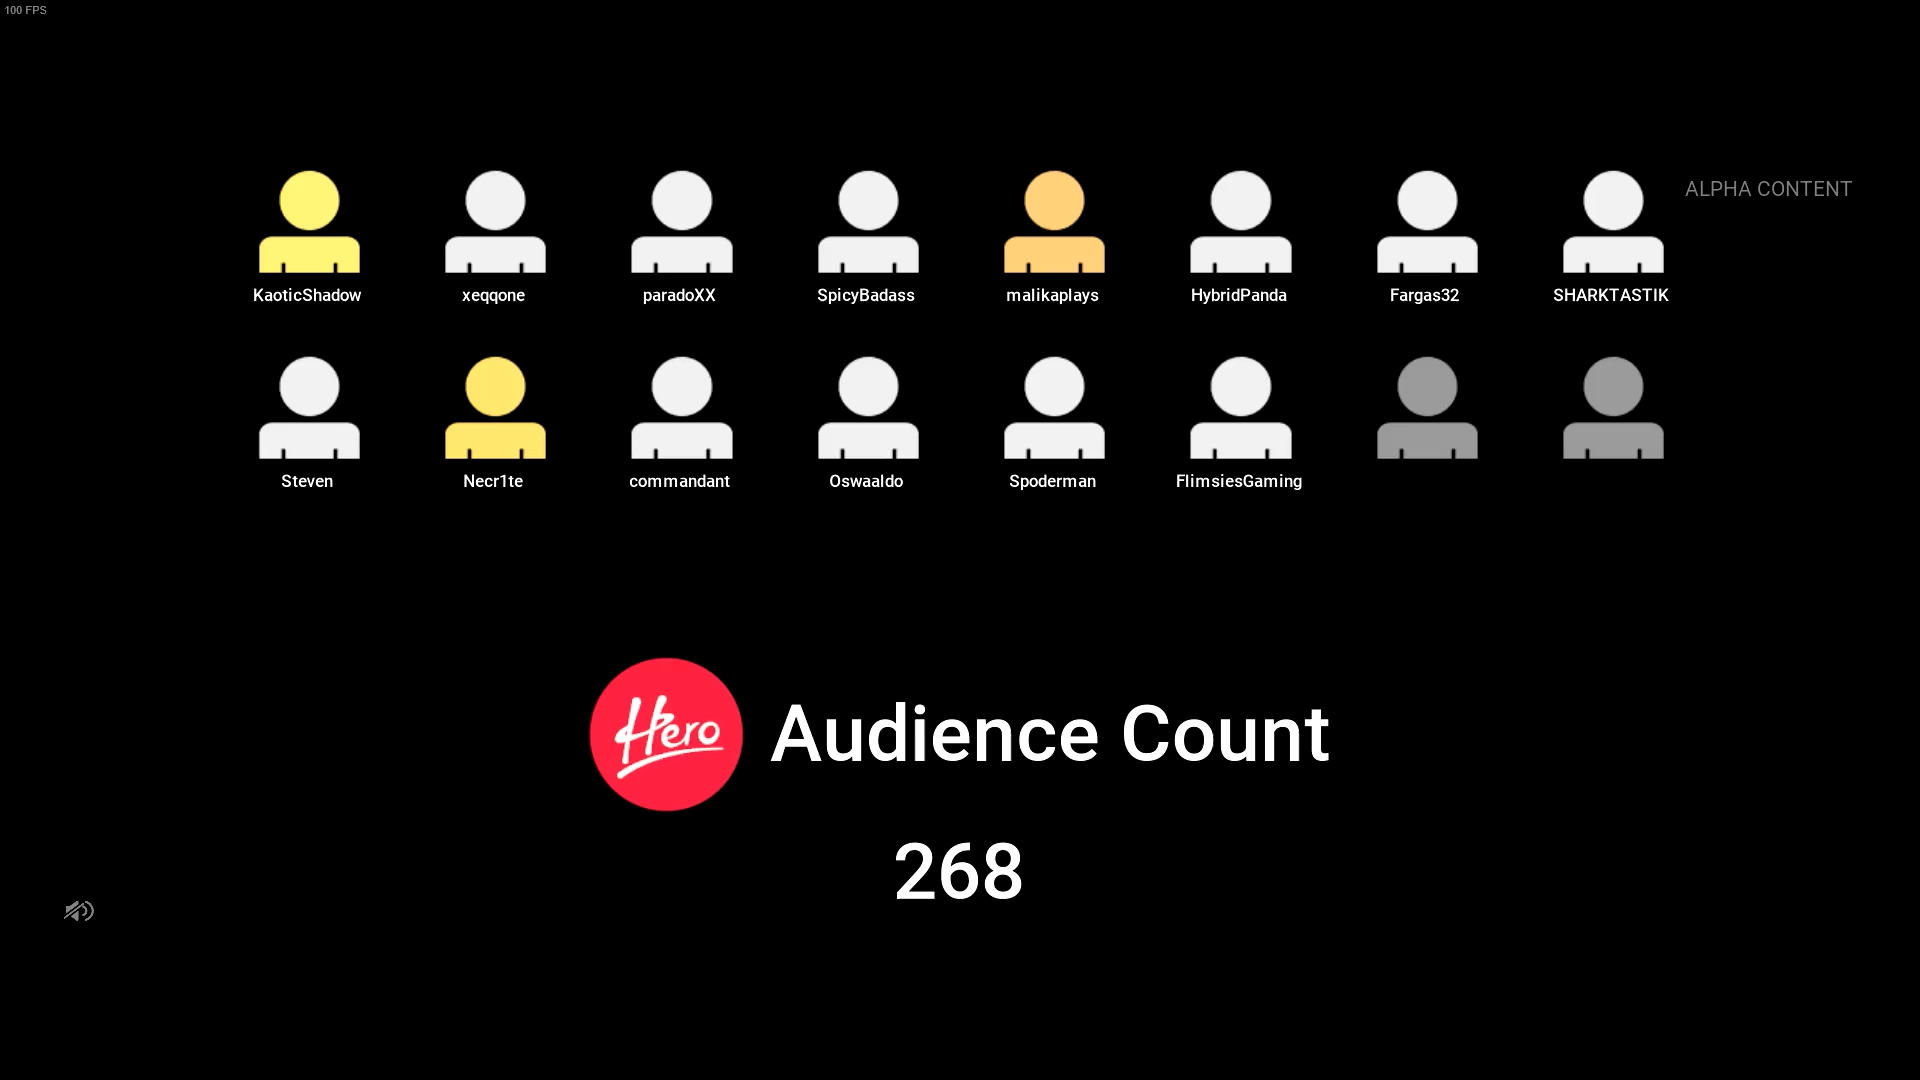 100 FPS
ALPHA CONTENT
KaoticShadow xeqqone paradoXX SpicyBadass malikaplays HybridPanda Fargas32 SHARKTASTIK
Steven Necr1te commandant Oswaaldo Spoderman FlimsiesGaming
Hero Audience Count
268